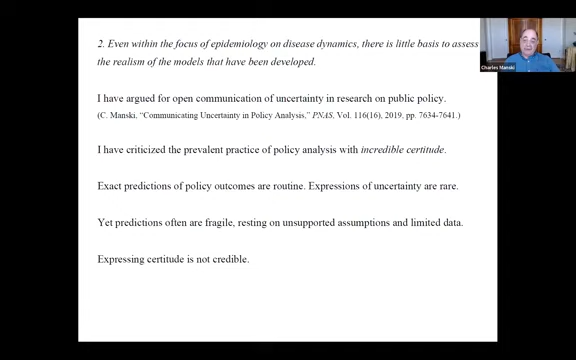 2. Even within the focus of epidemiology on disease dynamics, there is little basis to assess
the realism of the models that have been developed.
I have argued for open communication of uncertainty in research on public policy.
(C. Manski, “Communicating Uncertainty in Policy Analysis,” PNAS, Vol. 116(16), 2019, pp. 7634-7641.)
I have criticized the prevalent practice of policy analysis with incredible certitude.
Exact predictions of policy outcomes are routine. Expressions of uncertainty are rare.
Yet predictions often are fragile, resting on unsupported assumptions and limited data.
Expressing certitude is not credible.
Charles Manski